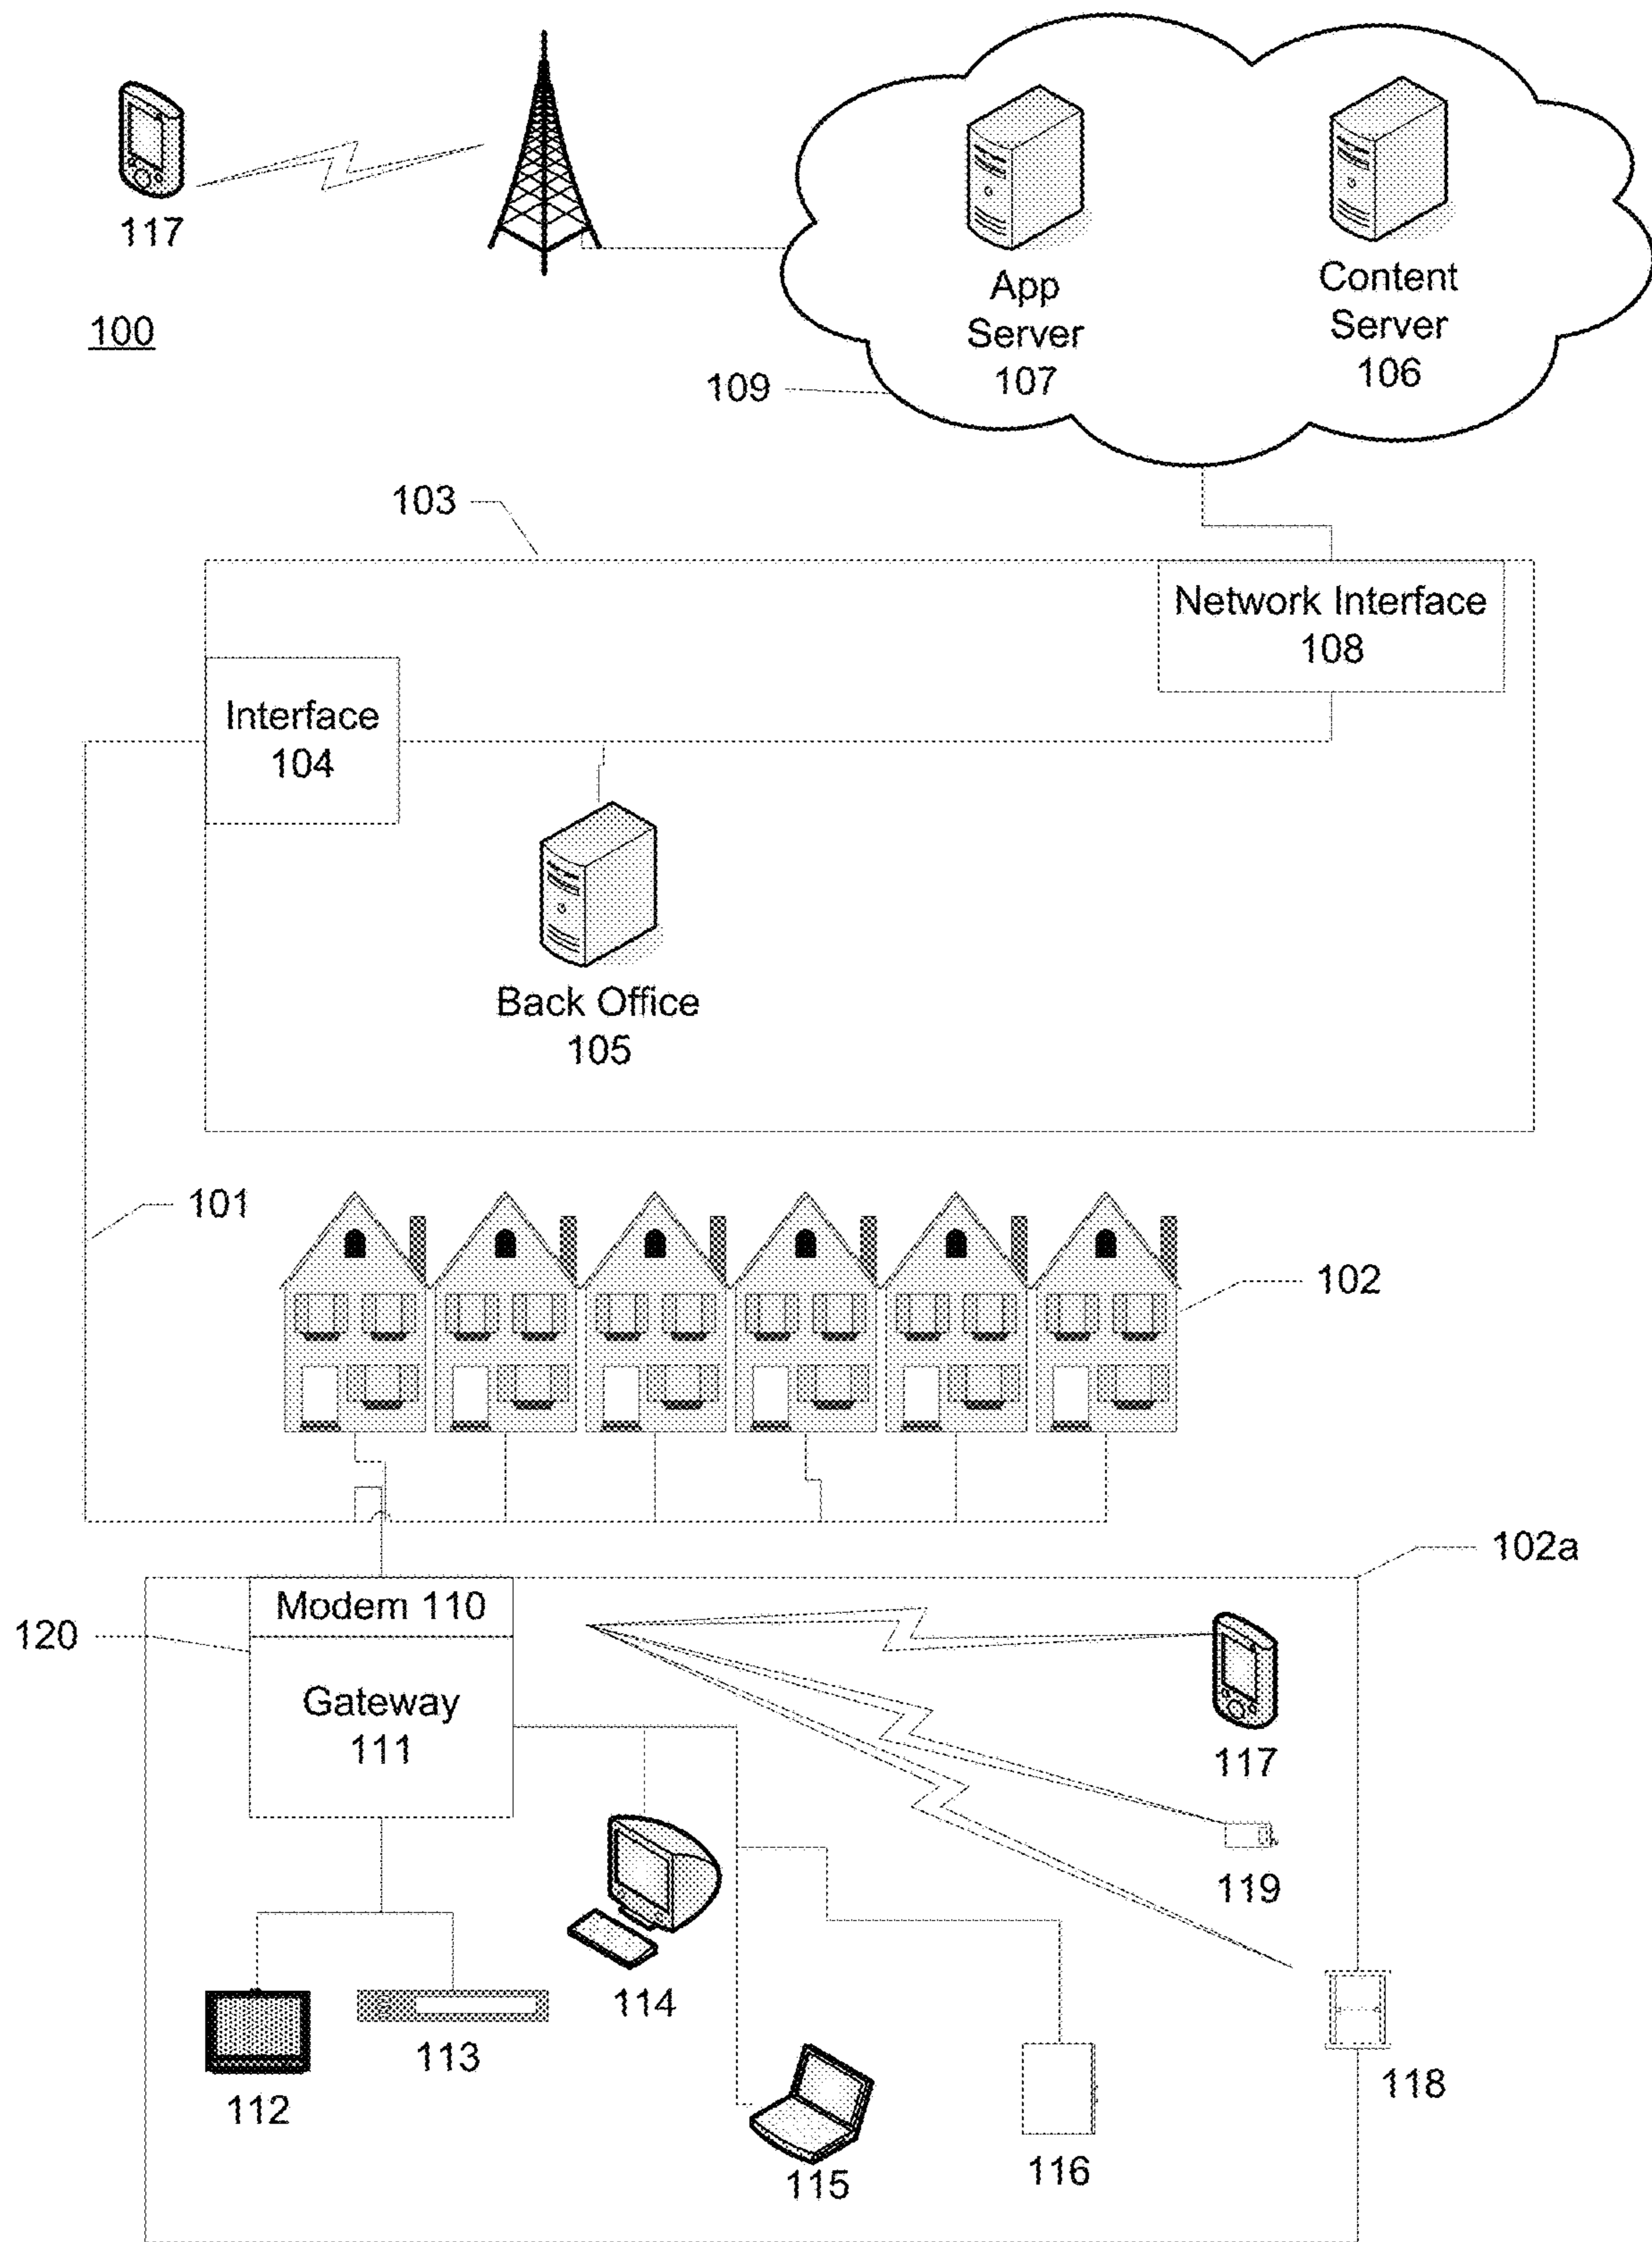 117
100
App
Server
107
Content
Server
106
109
103
Network Interface
108
Interface
104
Back Office
105
101
102
102a
Modem 110
120
Gateway
111
117
119
114
113
112
118
115
116